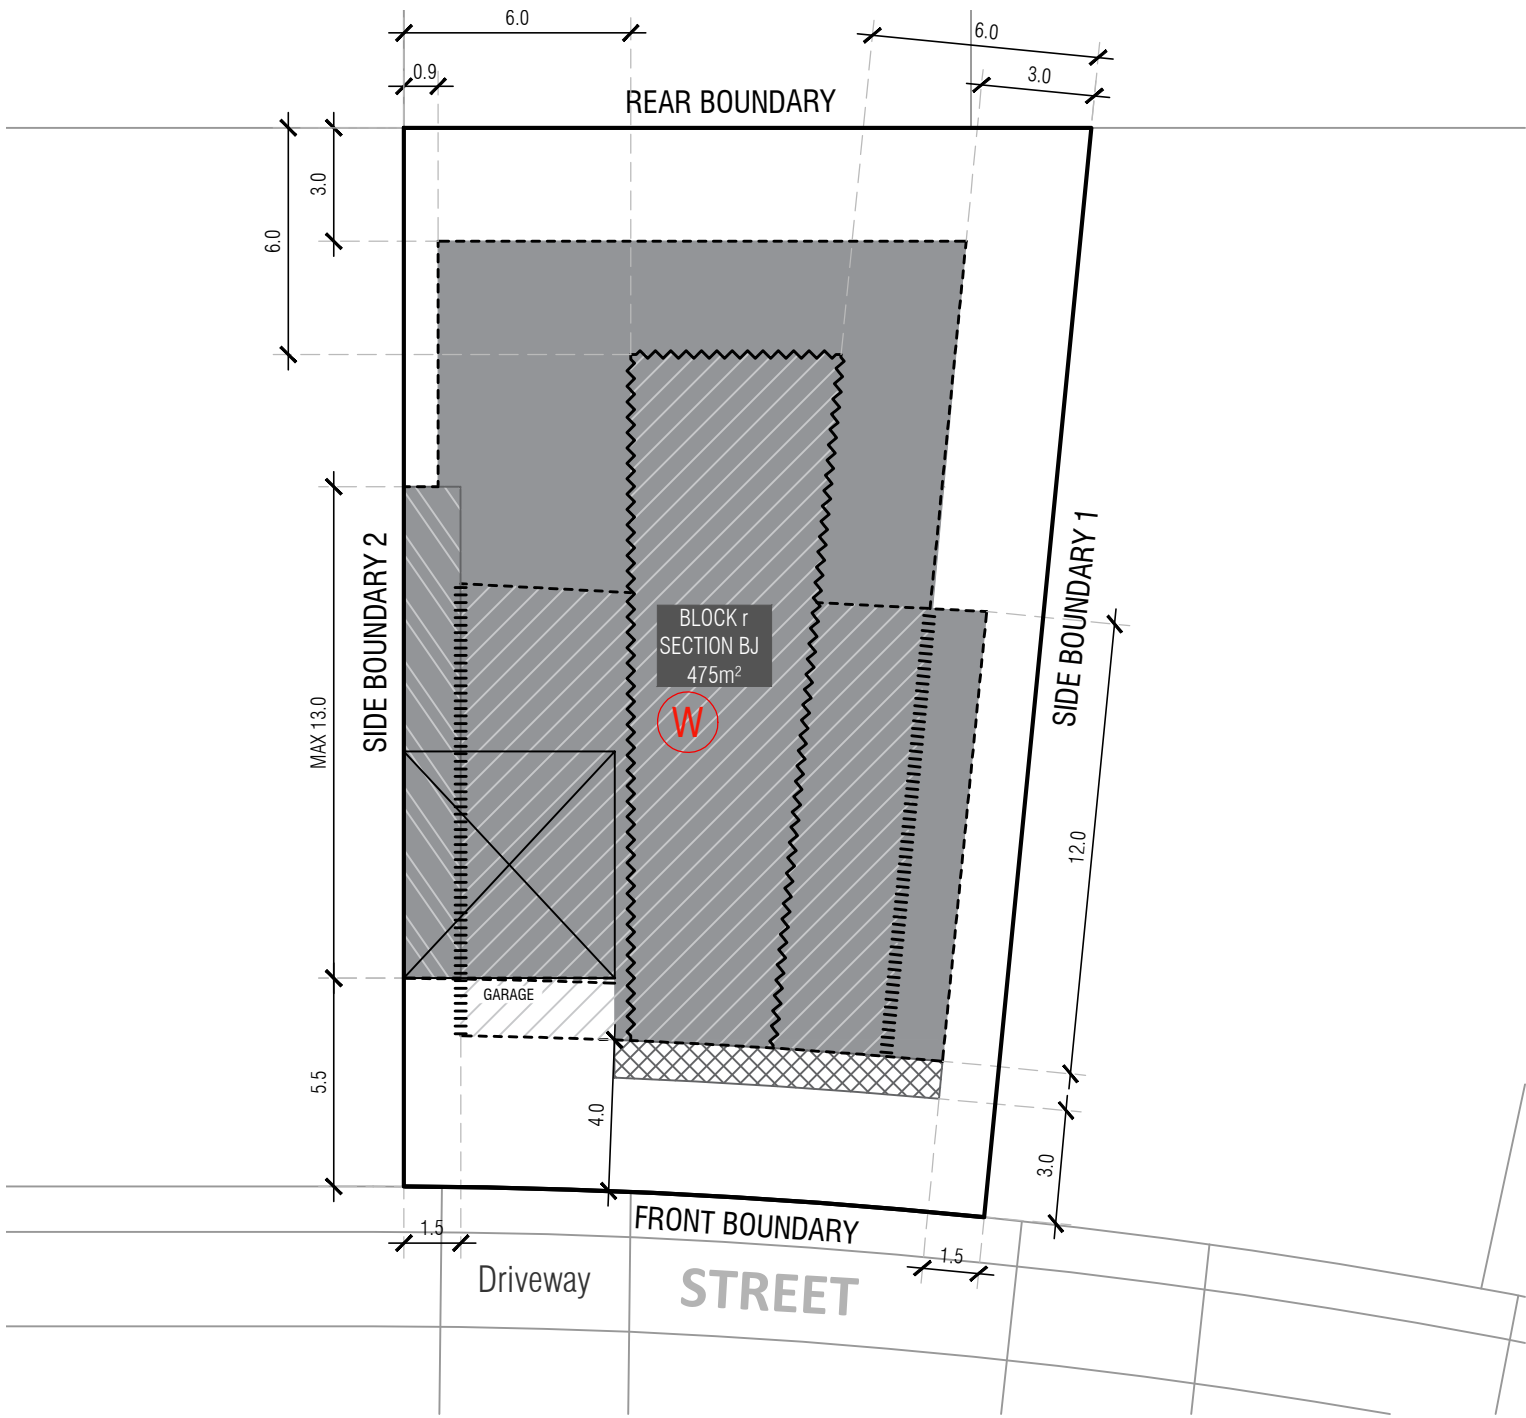 6.0
6.0
0.9
3.0
REAR BOUNDARY
3.0
6.0
SIDE BOUNDARY 2
SIDE BOUNDARY 1
BLOCK r
SECTION BJ
475m²
W
MAX 13.0
12.0
GARAGE
5.5
4.0
3.0
1.5
FRONT BOUNDARY
1.5
Driveway
STREET